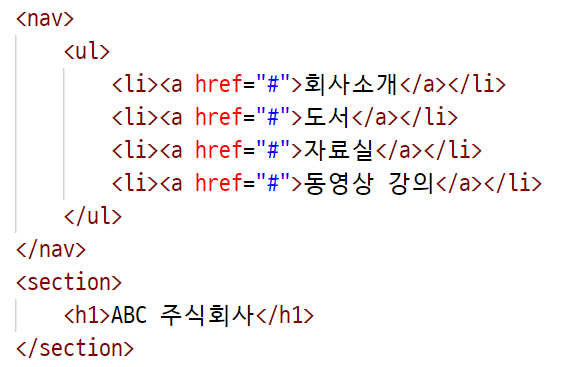 <nav>
<ul>
<li><a href="#">회사소개</a></li>
<li><a href="#">도서</a></li>
<li><a href="#">자료실</a></li>
<li><a href="#">동영상 강의</a></li>
</ul>
</nav>
<section>
<h1>ABC 주식회사</h1>
</section>